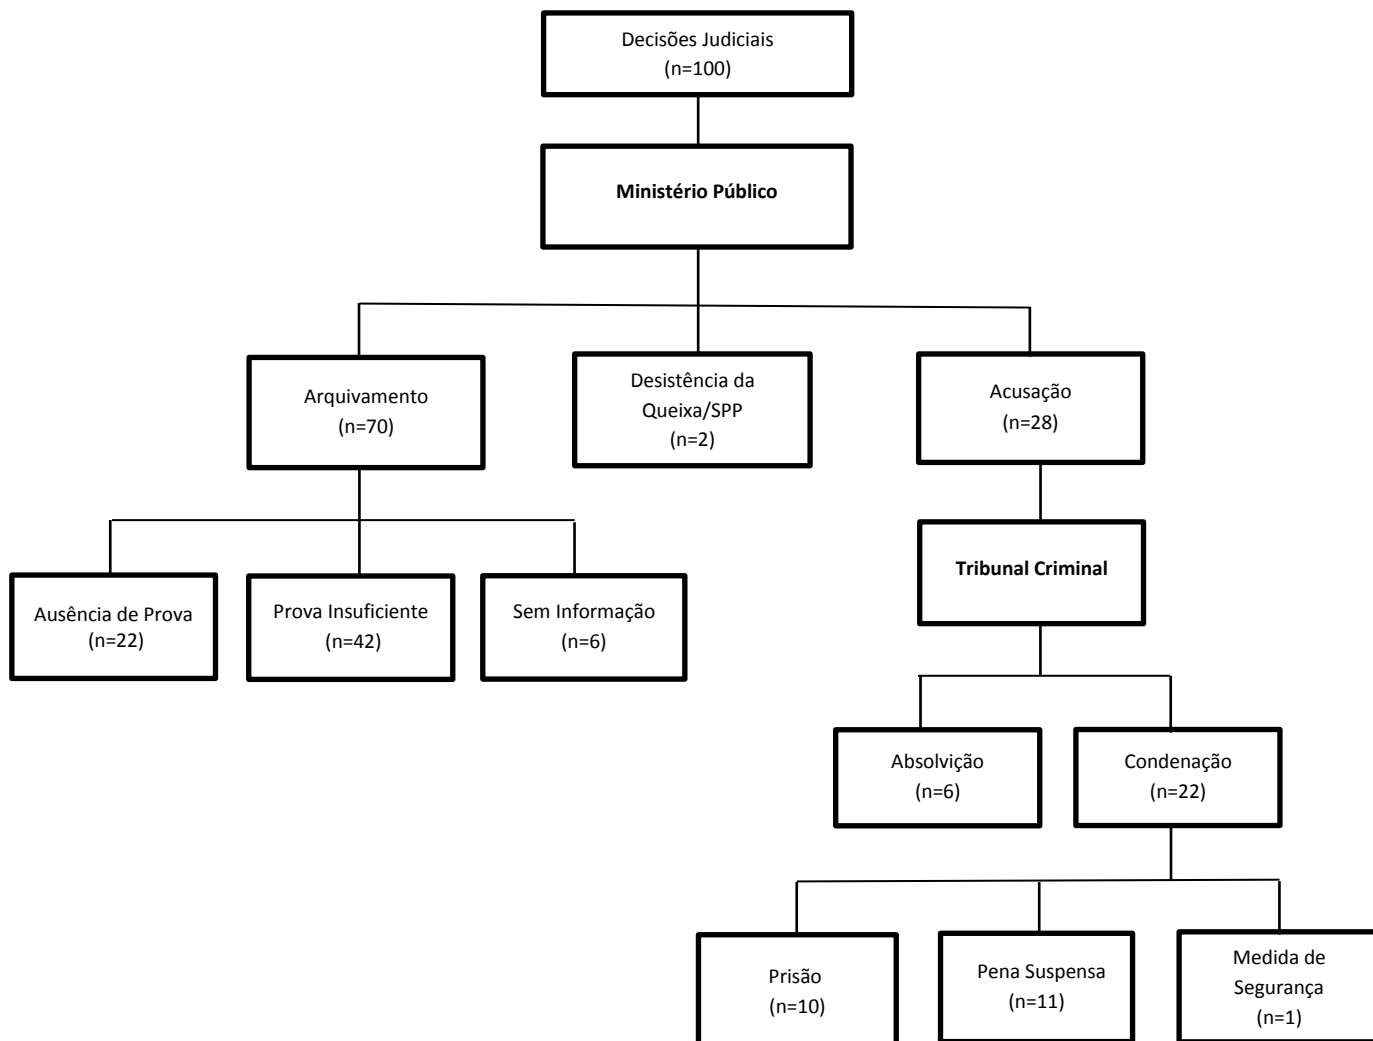 Decisões Judiciais
(n=100)
Ministério Público
Arquivamento
(n=70)
Desistência da
Queixa/SPP
(n=2)
Acusação
(n=28)
Ausência de Prova
(n=22)
Prova Insuficiente
(n=42)
Sem Informação
(n=6)
Tribunal Criminal
Absolvição
(n=6)
Condenação
(n=22)
Prisão
(n=10)
Pena Suspensa
(n=11)
Medida de
Segurança
(n=1)